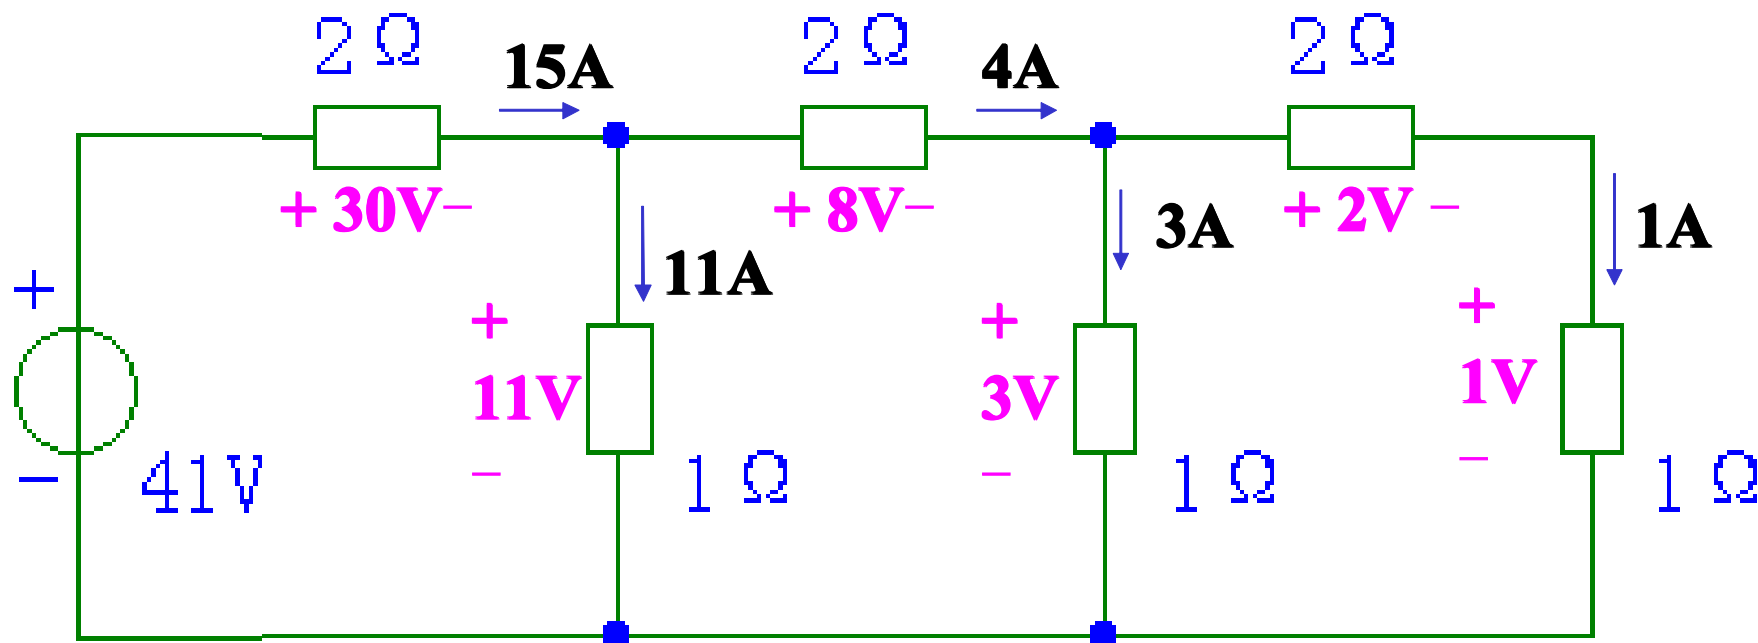 2Ω 2Ω 2Ω
15A 4A
+ 30V − + 8V − + 2V −
11A 3A 1A
+ + + +
11V 3V 1V
− − − −
41V 1Ω 1Ω 1Ω